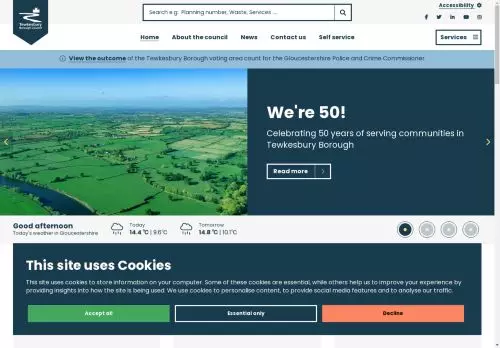 Tewkesbury
Borough Council
Search e.g. Planning number, Waste, Services ....
Accessibility
Home
About the council
News
Contact us
Self service
Services
View the outcome of the Tewkesbury Borough voting area count for the Gloucestershire Police and Crime Commissioner
We're 50!
Celebrating 50 years of serving communities in
Tewkesbury Borough
Read more
Good afternoon
Today's weather in Gloucestershire
Today
14.4 °C | 9.6°C
Tomorrow
14.8 °C | 10.1°C
This site uses Cookies
This site uses cookies to store information on your computer. Some of these cookies are essential, while others help us to improve your experience by
providing insights into how the site is being used. We use cookies to personalise content, to provide social media features and to analyse our traffic.
Accept all
Essential only
Decline